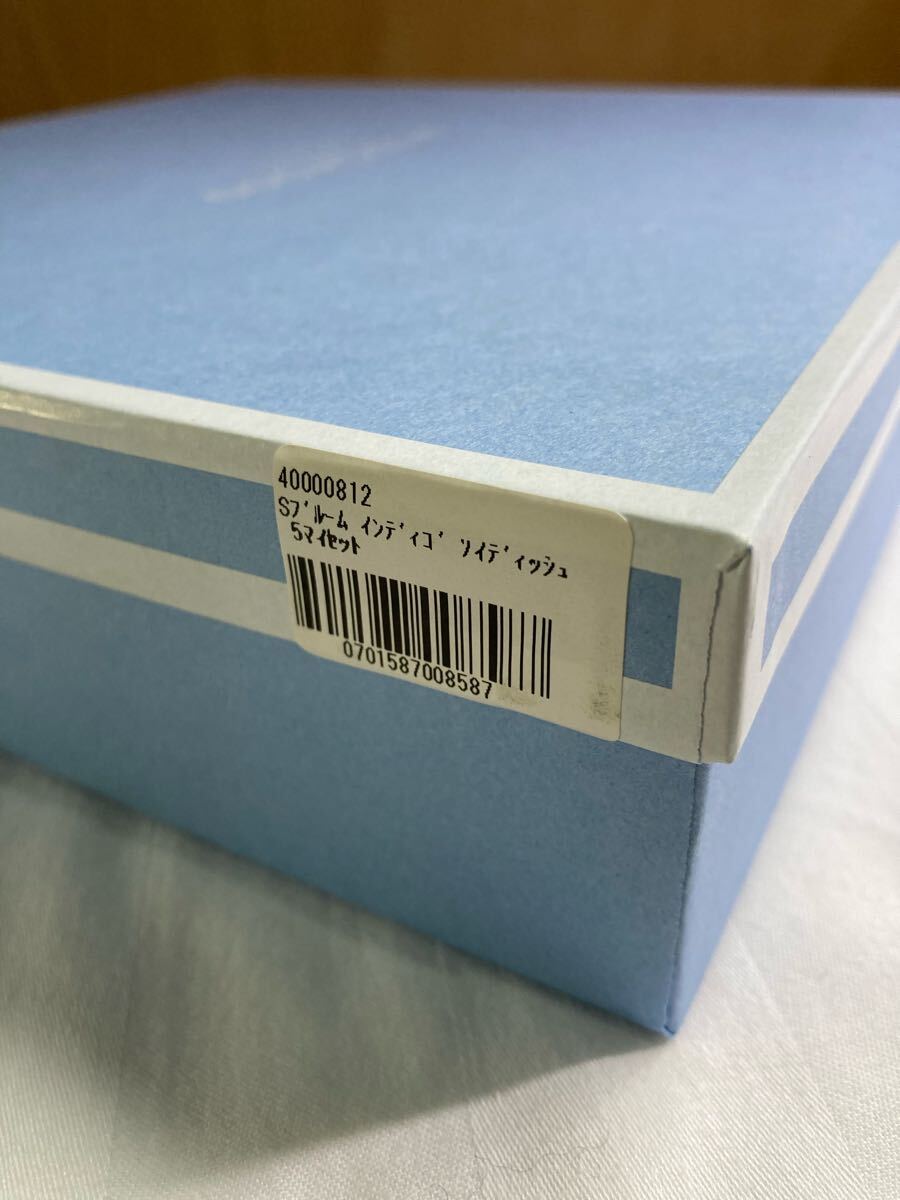 40000812
Sﾌﾞﾙｰﾑ ｲﾝﾃﾞｨｺﾞ ｿｲﾃﾞｨｯｼｭ
5ﾏｲｾｯﾄ
0701587008587